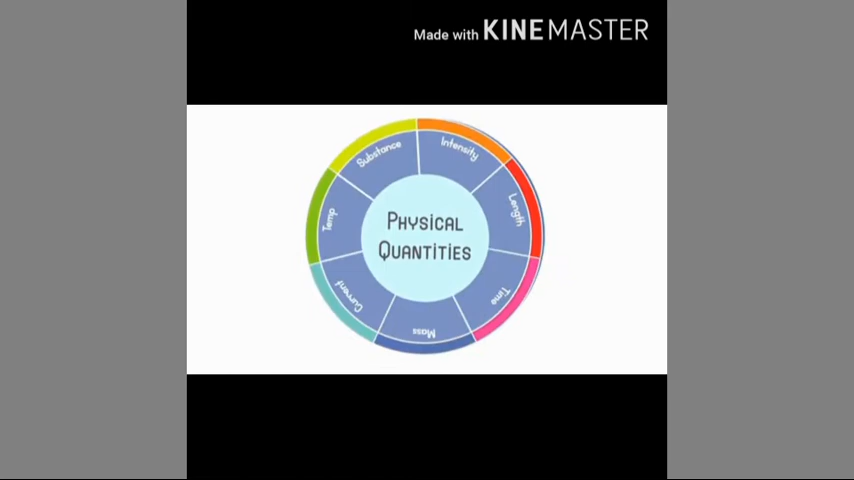 Made with KINEMASTER
Substance
Intensity
Length
Time
Mass
Current
Temp
PHYSICAL
QUANTITIES